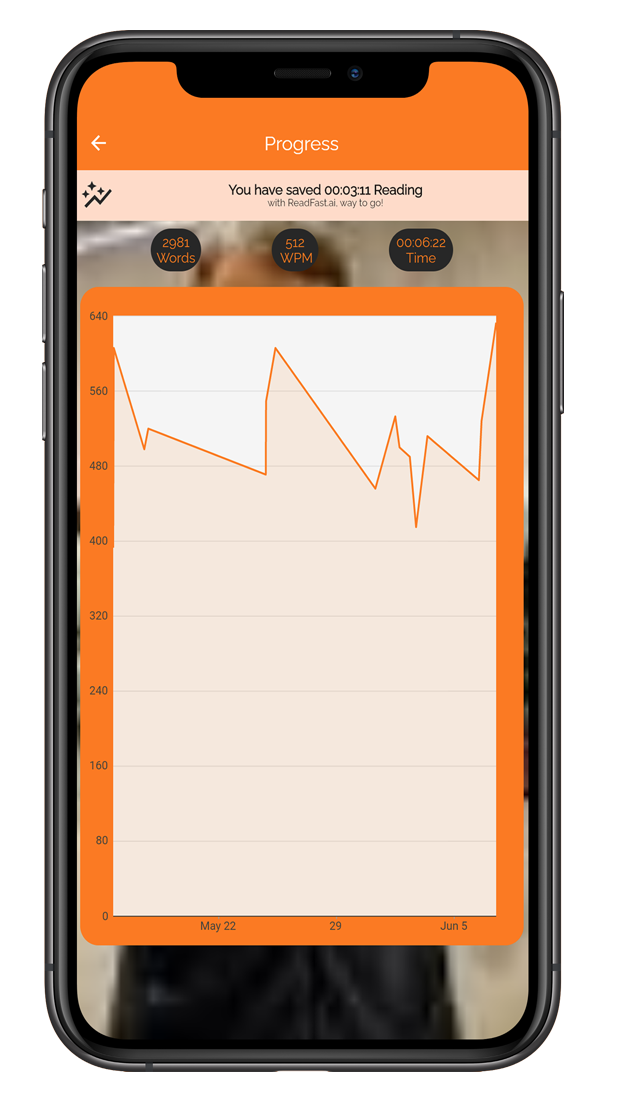 Progress
You have saved 00:03:11 Reading
with ReadFast.ai, way to go!
2981
Words
512
WPM
00:06:22
Time
640
560
480
400
320
240
160
80
0
May 22
29
Jun 5